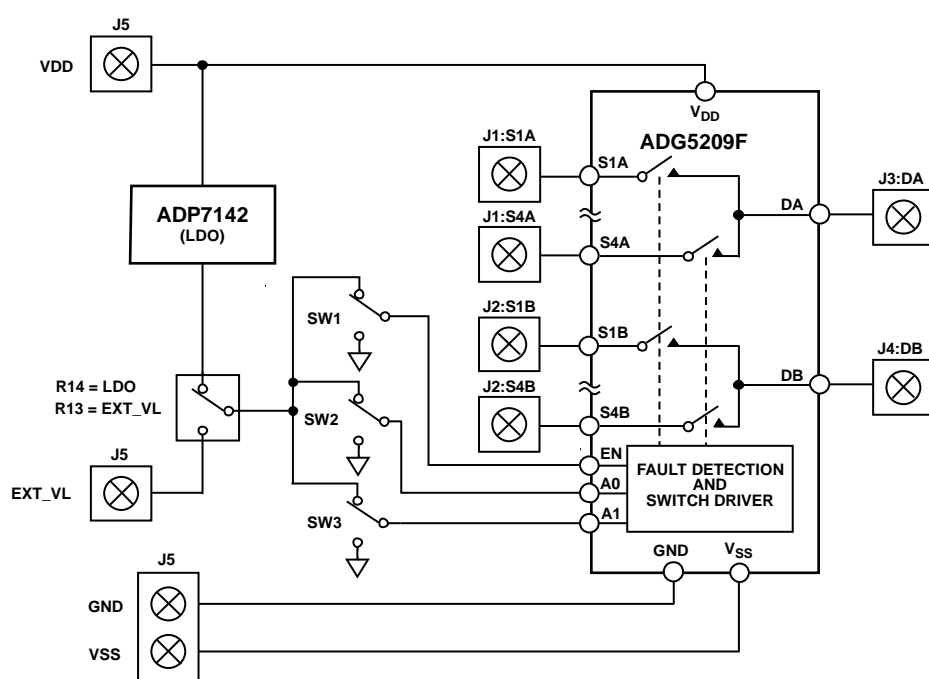 J5
VDD
VDD
ADG5209F
J1:S1A
S1A
J3:DA
DA
ADP7142
(LDO)
J1:S4A
S4A
J2:S1B
S1B
SW1
J4:DB
DB
R14 = LDO
R13 = EXT_VL
J2:S4B
S4B
SW2
EN
FAULT DETECTION
AND
SWITCH DRIVER
J5
EXT_VL
A0
SW3
A1
GND
VSS
J5
GND
VSS